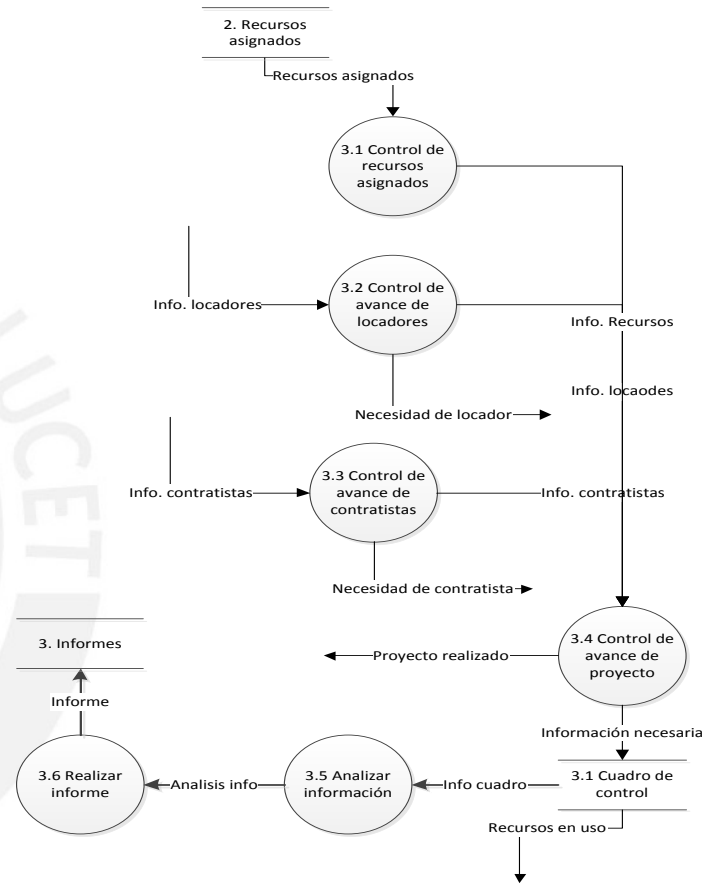 2. Recursos
asignados
Recursos asignados
3.1 Control de
recursos
asignados
3.2 Control de
avance de
locadores
Info. locadores
Info. Recursos
Info. locaodes
Necesidad de locador
3.3 Control de
avance de
contratistas
Info. contratistas
Info. contratistas
Necesidad de contratista
3.4 Control de
avance de
proyecto
Proyecto realizado
3. Informes
Informe
Información necesaria
3.6 Realizar
informe
Analisis info
3.5 Analizar
información
Info cuadro
3.1 Cuadro de
control
Recursos en uso
UCET